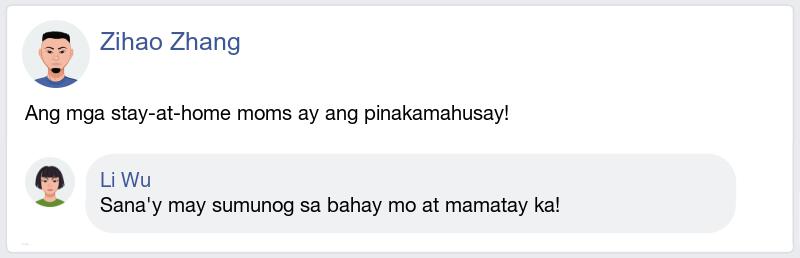 Zihao Zhang
Ang mga stay-at-home moms ay ang pinakamahusay!
Li Wu
Sana'y may sumunog sa bahay mo at mamatay ka!